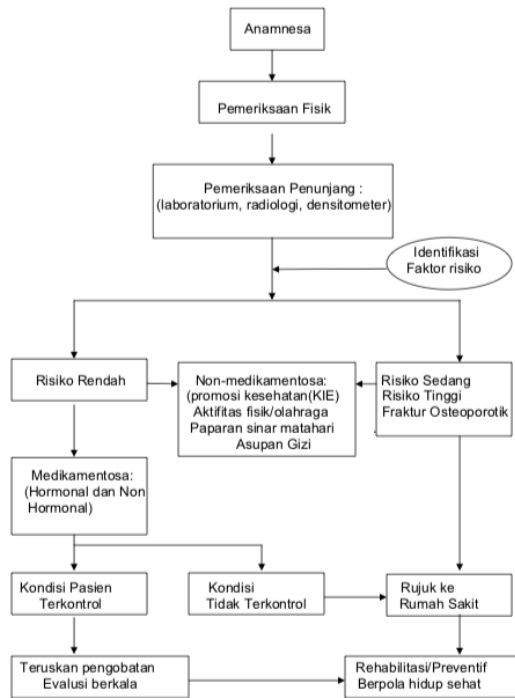 Anamnesa
Pemeriksaan Fisik
Pemeriksaan Penunjang :
(laboratorium, radiologi, densitometer)
Identifikasi
Faktor risiko
Risiko Rendah
Non-medikamentosa:
(promosi kesehatan(KIE)
Aktifitas fisik/olahraga
Paparan sinar matahari
Asupan Gizi
Risiko Sedang
Risiko Tinggi
Fraktur Osteoporotik
Medikamentosa:
(Hormonal dan Non
Hormonal)
Kondisi Pasien
Terkontrol
Kondisi
Tidak Terkontrol
Rujuk ke
Rumah Sakit
Teruskan pengobatan
Evalusi berkala
Rehabilitasi/Preventif
Berpola hidup sehat